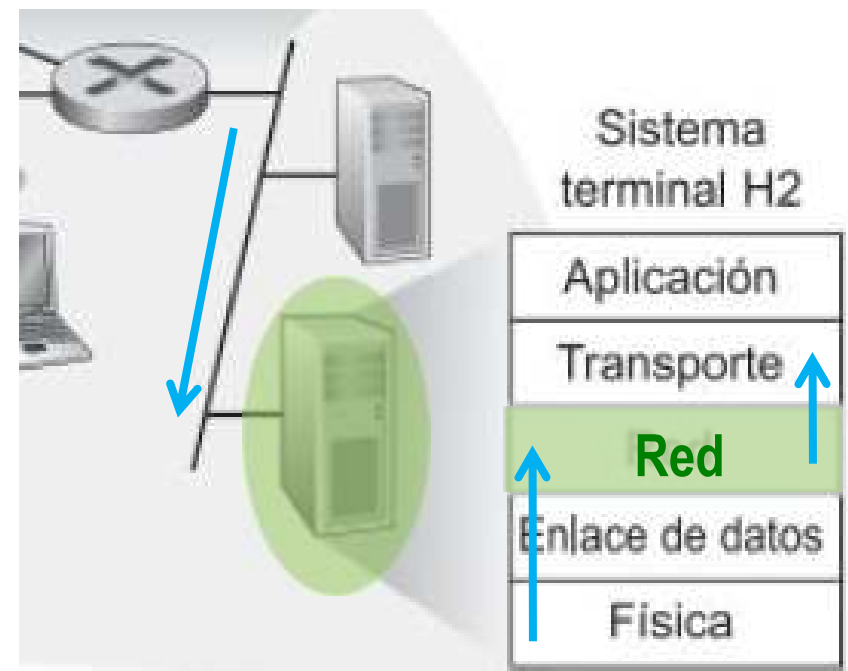 Sistema
terminal H2
Aplicación
Transporte
Red
Enlace de datos
Física